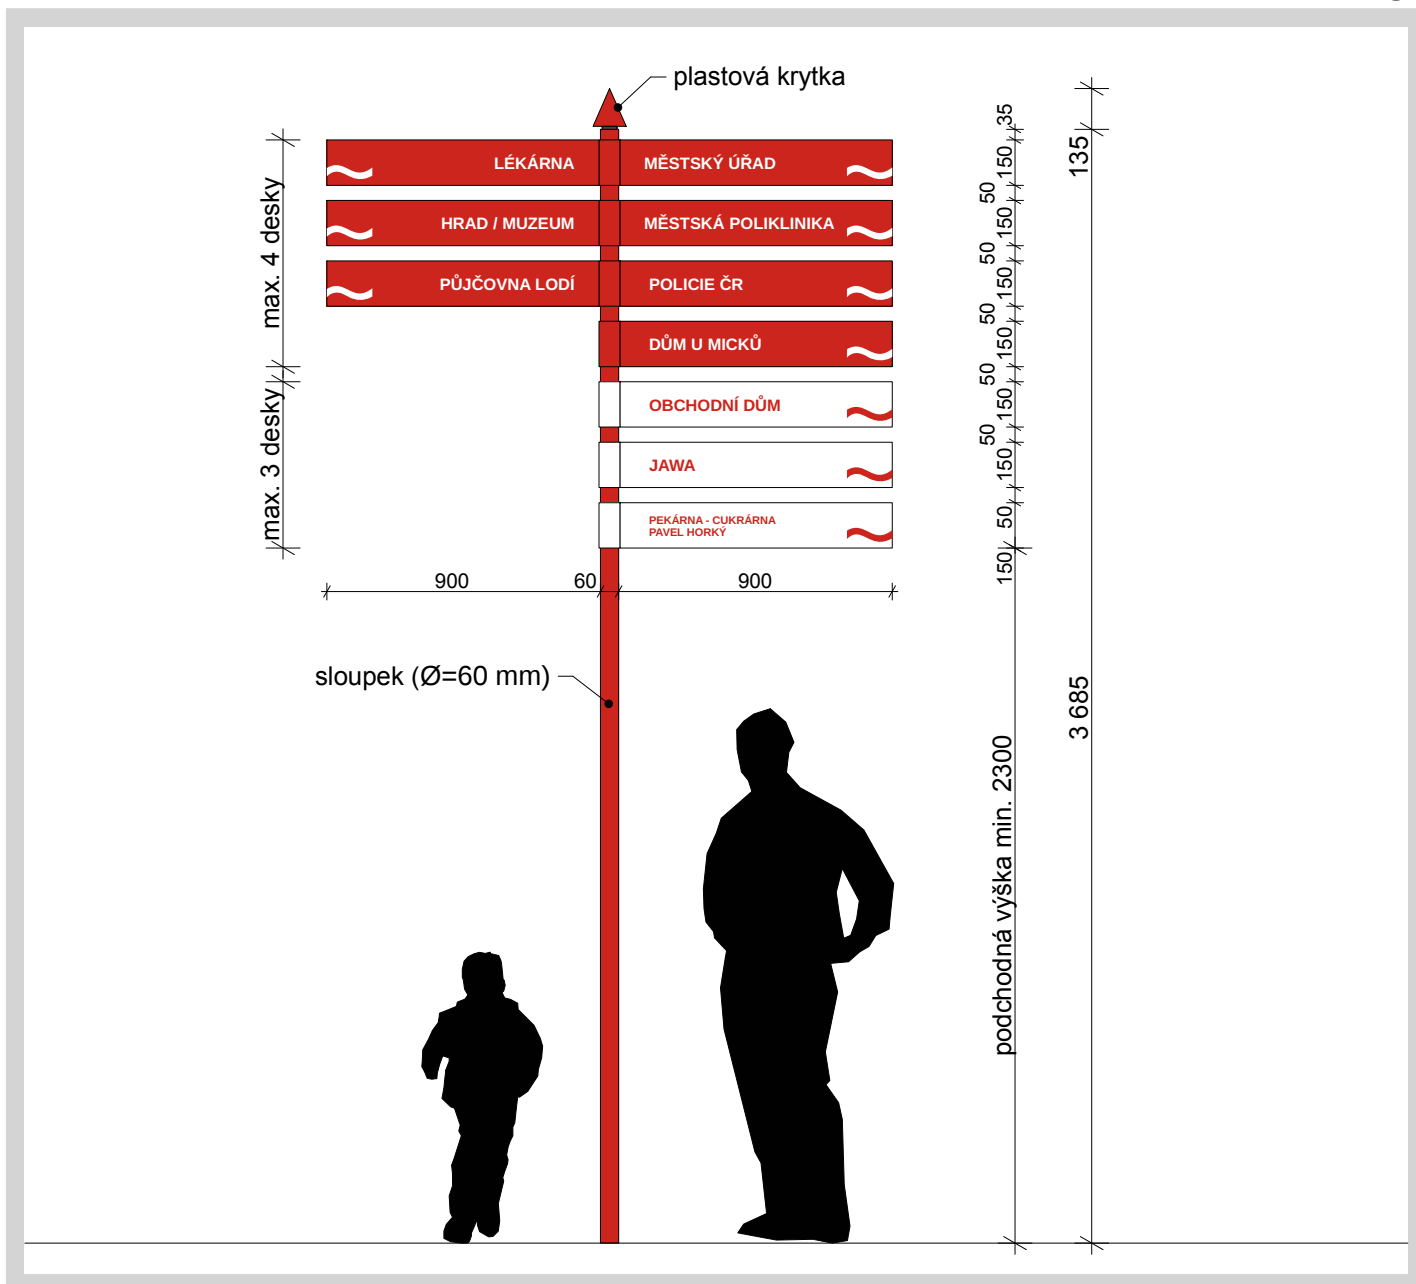 plastová krytka
35
135
LÉKÁRNA
MĚSTSKÝ ÚŘAD
150
50
HRAD / MUZEUM
MĚSTSKÁ POLIKLINIKA
150
max. 4 desky
50
PŮJČOVNA LODÍ
POLICIE ČR
150
50
DŮM U MICKŮ
150
50
OBCHODNÍ DŮM
150
50
max. 3 desky
JAWA
150
PEKÁRNA - CUKRÁRNA
PAVEL HORKÝ
50
150
900
60
900
sloupek (Ø=60 mm)
3 685
podchodná výška min. 2300